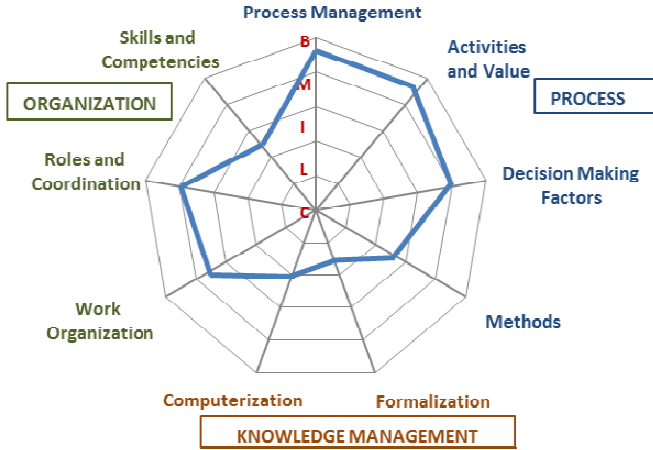 Process Management
Skills and
Competencies
B
Activities
and Value
M
ORGANIZATION
PROCESS
I
Roles and
Coordination
L
Decision Making
Factors
C
Work
Organization
Methods
Computerization
Formalization
KNOWLEDGE MANAGEMENT